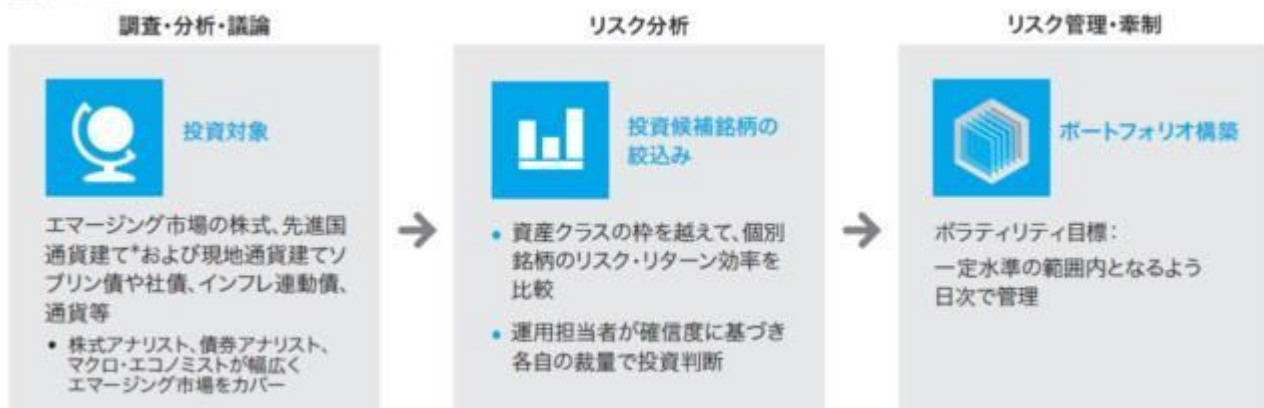 調査・分析・議論
投資対象
エマージング市場の株式、先進国
通貨建て*および現地通貨建てソ
ブリン債や社債、インフレ連動債、
通貨等
• 株式アナリスト、債券アナリスト、
マクロ・エコノミストが幅広く
エマージング市場をカバー
リスク分析
投資候補銘柄の
絞込み
• 資産クラスの枠を越えて、個別
銘柄のリスク・リターン効率を
比較
• 運用担当者が確信度に基づき
各自の裁量で投資判断
リスク管理・牽制
ポートフォリオ構築
ボラティリティ目標：
一定水準の範囲内となるよう
日次で管理